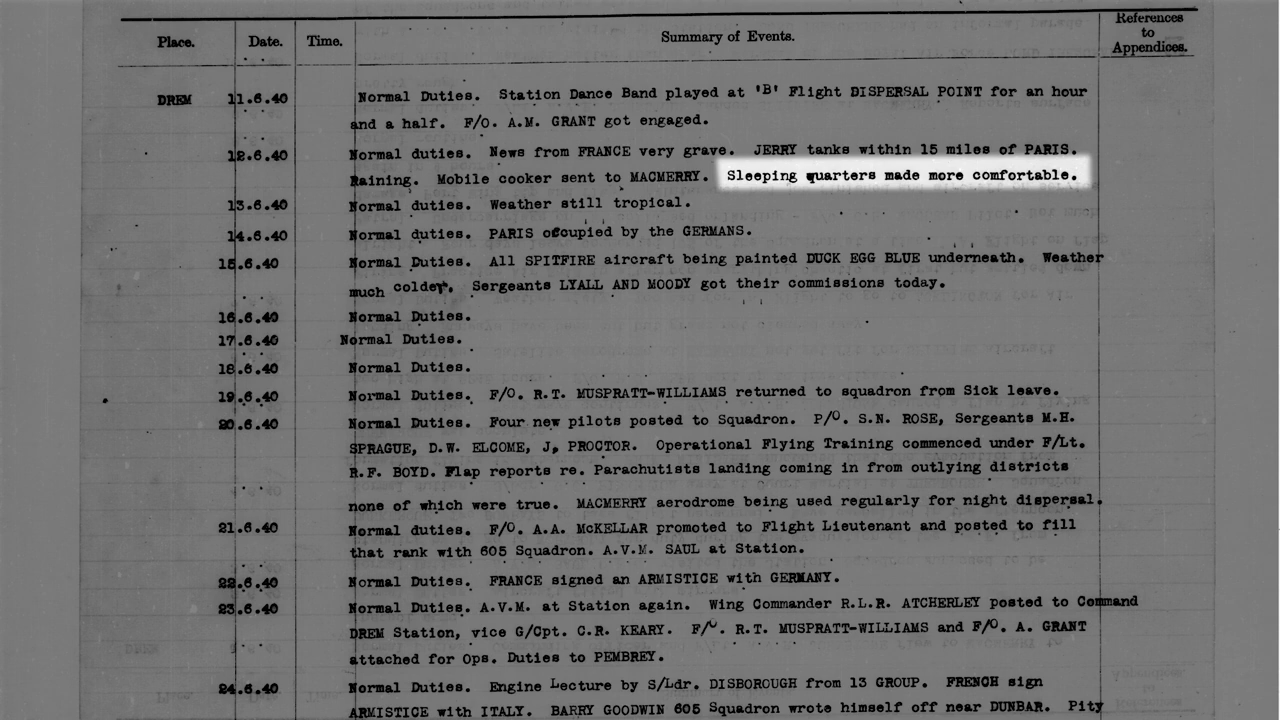 Place. Date. Time. Summary of Events. References to Appendices.
DREM 11.6.40 Normal Duties. Station Dance Band played at 'B' Flight DISPERSAL POINT for an hour
and a half. F/O. A.M. GRANT got engaged.
12.6.40 Normal duties. News from FRANCE very grave. JERRY tanks within 15 miles of PARIS.
Raining. Mobile cooker sent to MACMERRY. Sleeping quarters made more comfortable.
13.6.40 Normal duties. Weather still tropical.
14.6.40 Normal duties. PARIS occupied by the GERMANS.
15.6.40 Normal Duties. All SPITFIRE aircraft being painted DUCK EGG BLUE underneath. Weather
much colder. Sergeants LYALL AND MOODY got their commissions today.
16.6.40 Normal Duties.
17.6.40 Normal Duties.
18.6.40 Normal Duties.
19.6.40 Normal Duties. F/O. R.T. MUSPRATT-WILLIAMS returned to squadron from Sick leave.
20.6.40 Normal Duties. Four new pilots posted to Squadron. P/O. S.N. ROSE, Sergeants M.H.
SPRAGUE, D.W. ELCOME, J. PROCTOR. Operational Flying Training commenced under F/Lt.
R.F. BOYD. Flap reports re. Parachutists landing coming in from outlying districts
none of which were true. MACMERRY aerodrome being used regularly for night dispersal.
21.6.40 Normal duties. F/O. A.A. McKELLAR promoted to Flight Lieutenant and posted to fill
that rank with 605 Squadron. A.V.M. SAUL at Station.
22.6.40 Normal Duties. FRANCE signed an ARMISTICE with GERMANY.
23.6.40 Normal Duties. A.V.M. at Station again. Wing Commander R.L.R. ATCHERLEY posted to Command
DREM Station, vice G/Cpt. C.R. KEARY. F/O. R.T. MUSPRATT-WILLIAMS and F/O. A. GRANT
attached for Ops. Duties to PEMBREY.
24.6.40 Normal Duties. Engine Lecture by S/Ldr. DISBOROUGH from 13 GROUP. FRENCH sign
ARMISTICE with ITALY. BARRY GOODWIN 605 Squadron wrote himself off near DUNBAR. Pity